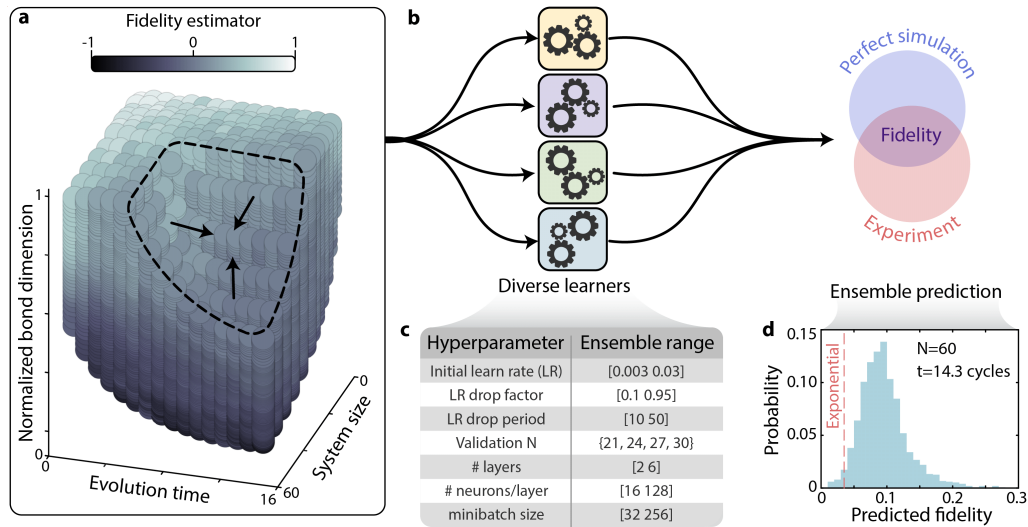 a
Fidelity estimator
-1 0 1
Normalized bond dimension
1
0
0
Evolution time
16
60
System size
0
b
Diverse learners
Perfect simulation
Fidelity
Experiment
Ensemble prediction
c
Hyperparameter Ensemble range
Initial learn rate (LR) [0.003 0.03]
LR drop factor [0.1 0.95]
LR drop period [10 50]
Validation N {21, 24, 27, 30}
# layers [2 6]
# neurons/layer [16 128]
minibatch size [32 256]
d
Probability
0.15
0.10
0.05
0
Exponential
N=60
t=14.3 cycles
0 0.1 0.2 0.3
Predicted fidelity